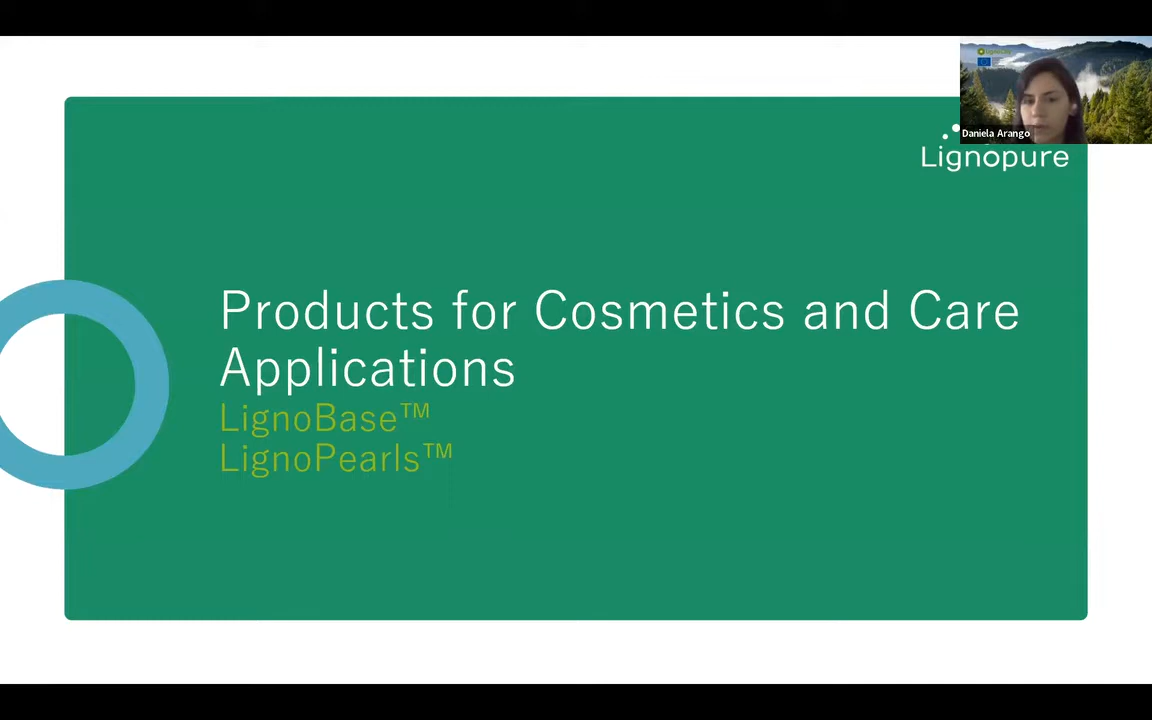 Daniela Arango
Lignopure
Products for Cosmetics and Care
Applications
LignoBase™
LignoPearls™